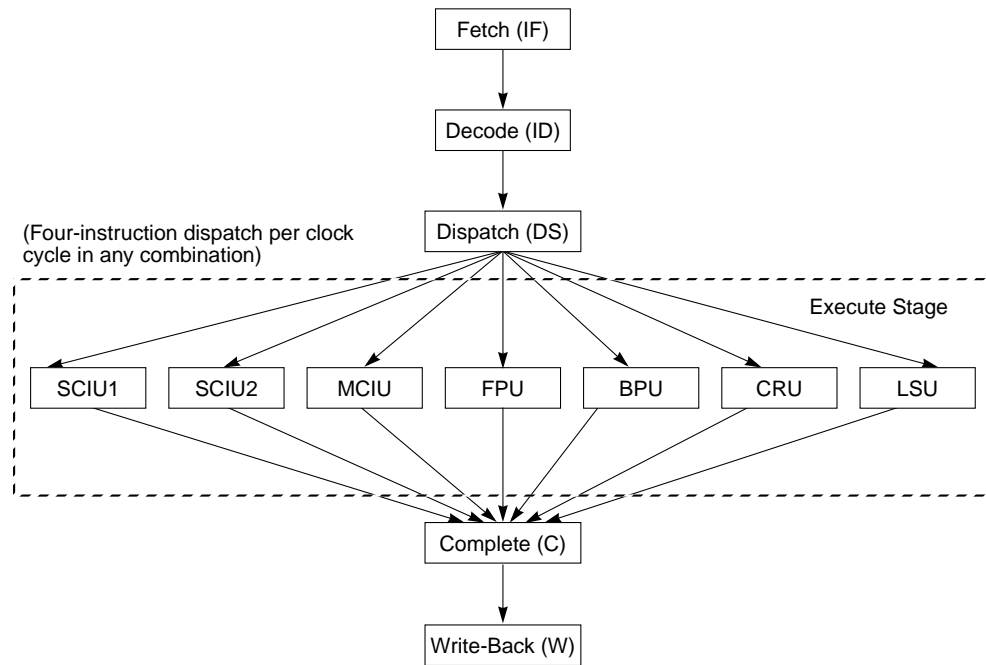 Fetch (IF)
Decode (ID)
Dispatch (DS)
(Four-instruction dispatch per clock
cycle in any combination)
Execute Stage
SCIU1
SCIU2
MCIU
FPU
BPU
CRU
LSU
Complete (C)
Write-Back (W)